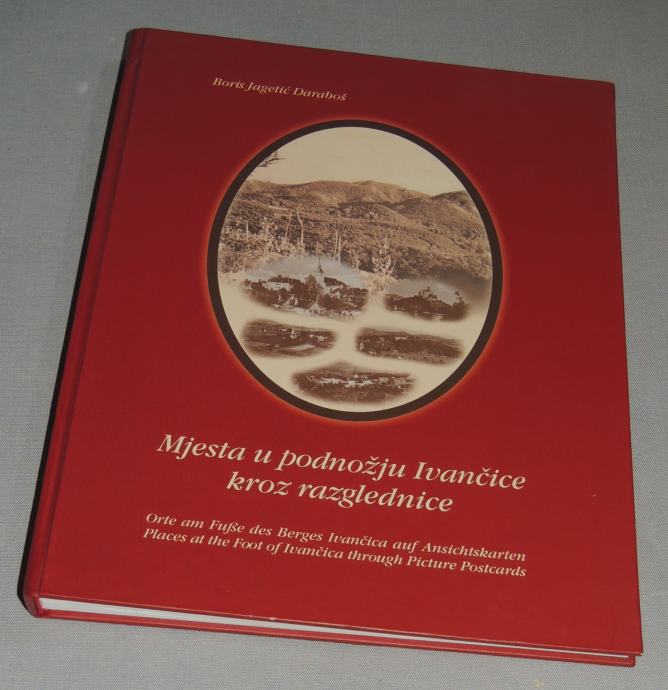 Boris Jagetić Daraboš
Mjesta u podnožju Ivančice
kroz razglednice
Orte am Fuße des Berges Ivančica auf Ansichtskarten
Places at the Foot of Ivančica through Picture Postcards